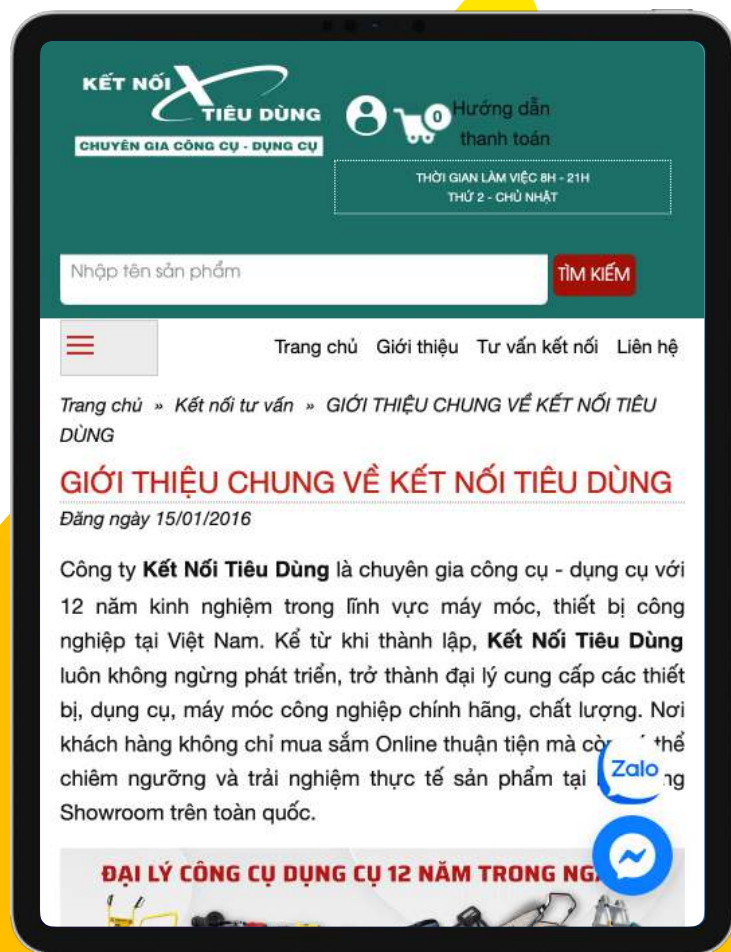 KẾT NỐI
TIÊU DÙNG
CHUYÊN GIA CÔNG CỤ - DỤNG CỤ
0
Hướng dẫn
thanh toán
THỜI GIAN LÀM VIỆC 8H - 21H
THỨ 2 - CHỦ NHẬT
Nhập tên sản phẩm
TÌM KIẾM
Trang chủ Giới thiệu Tư vấn kết nối Liên hệ
Trang chủ » Kết nối tư vấn » GIỚI THIỆU CHUNG VỀ KẾT NỐI TIÊU
DÙNG
GIỚI THIỆU CHUNG VỀ KẾT NỐI TIÊU DÙNG
Đăng ngày 15/01/2016
Công ty Kết Nối Tiêu Dùng là chuyên gia công cụ - dụng cụ với
12 năm kinh nghiệm trong lĩnh vực máy móc, thiết bị công
nghiệp tại Việt Nam. Kể từ khi thành lập, Kết Nối Tiêu Dùng
luôn không ngừng phát triển, trở thành đại lý cung cấp các thiết
bị, dụng cụ, máy móc công nghiệp chính hãng, chất lượng. Nơi
khách hàng không chỉ mua sắm Online thuận tiện mà thể
chiêm ngưỡng và trải nghiệm thực tế sản phẩm tại
Showroom trên toàn quốc.
Zalo
ĐẠI LÝ CÔNG CỤ DỤNG CỤ 12 NĂM TRONG